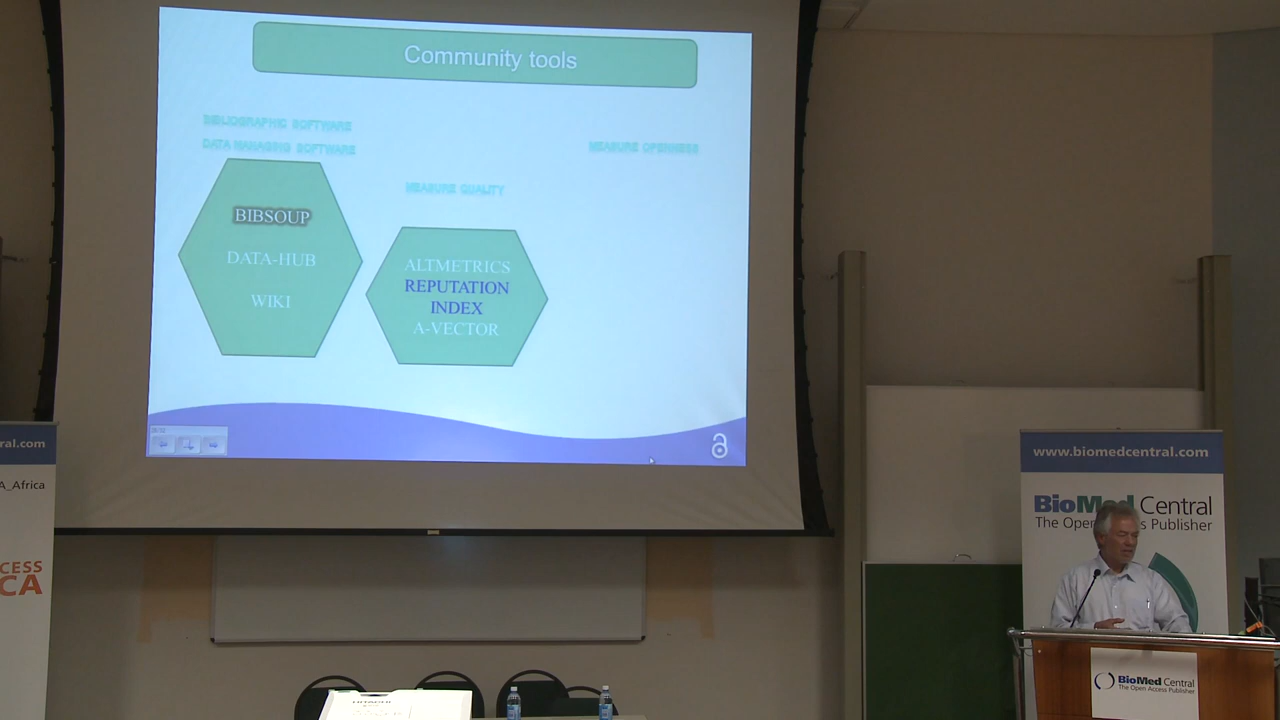 Community tools
BIBLIOGRAPHIC SOFTWARE
DATA MANAGING SOFTWARE
MEASURE OPENNESS
MEASURE QUALITY
BIBSOUP
DATA-HUB
WIKI
ALTMETRICS
REPUTATION
INDEX
A-VECTOR
ral.com
A_Africa
CESS
CA
www.biomedcentral.com
BioMed Central
The Open Access Publisher
BioMed Central
The Open Access Publisher